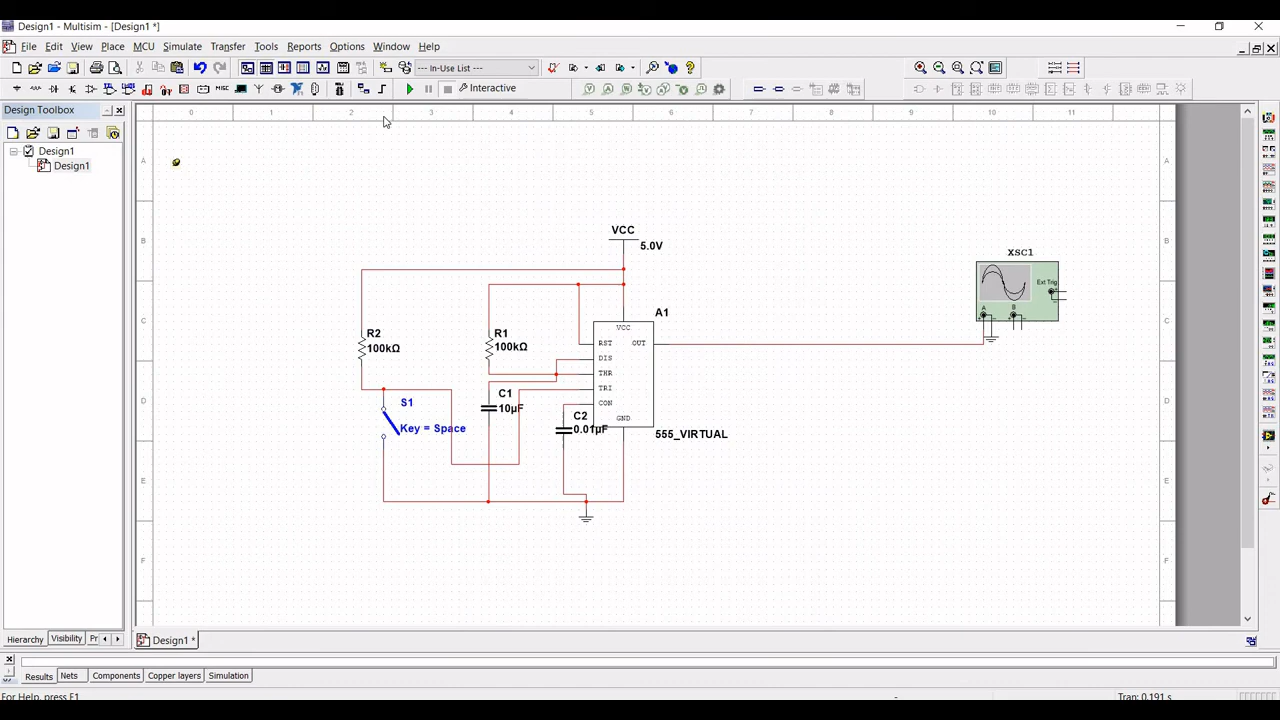 Design1 - Multisim - [Design1 *]
File Edit View Place MCU Simulate Transfer Tools Reports Options Window Help
--- In-Use List ---
Interactive
Design Toolbox
Design1
Design1
0 1 2 3 4 5 6 7 8 9 10 11
A A
B B
C C
D D
E E
F F
VCC
5.0V
XSC1
Ext Trig
A B
A1
VCC
RST OUT
DIS
THR
TRI
CON
GND
555_VIRTUAL
R2
100kΩ
R1
100kΩ
S1
Key = Space
C1
10µF
C2
0.01µF
Hierarchy Visibility Pr
Design1 *
Results Nets Components Copper layers Simulation
For Help, press F1
Tran: 0.191 s